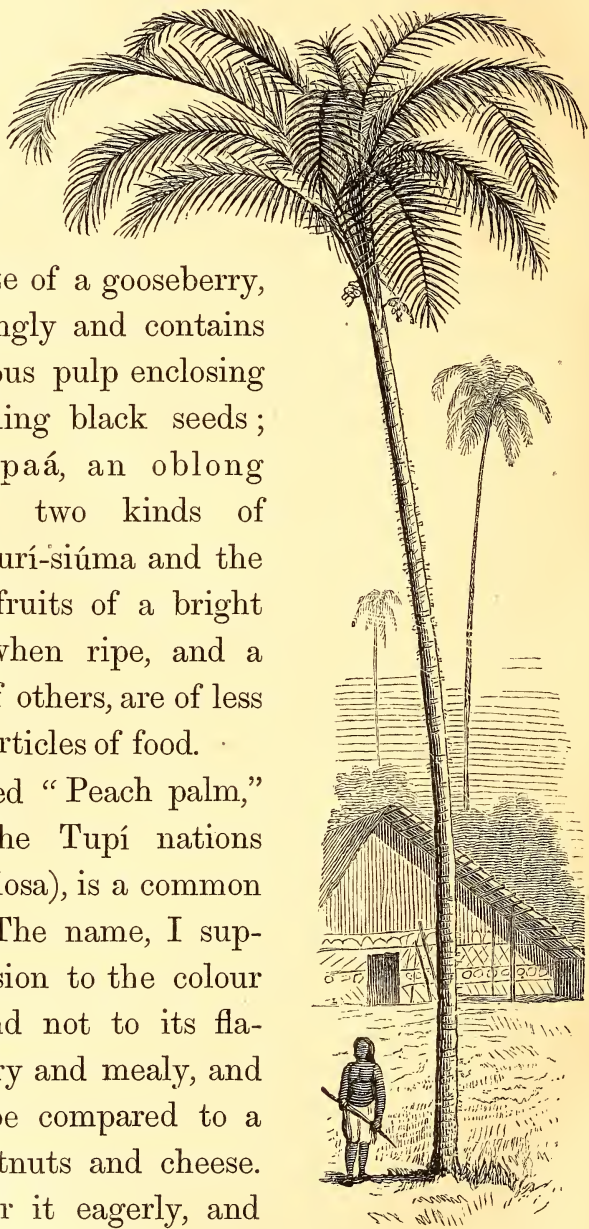 e of a gooseberry,
ngly and contains
ous pulp enclosing
ing black seeds;
paá, an oblong
two kinds of
urí-siúma and the
fruits of a bright
when ripe, and a
f others, are of less
rticles of food.
ed “Peach palm,”
he Tupí nations
iosa), is a common
The name, I sup-
sion to the colour
nd not to its fla-
ry and mealy, and
be compared to a
tnuts and cheese.
r it eagerly, and